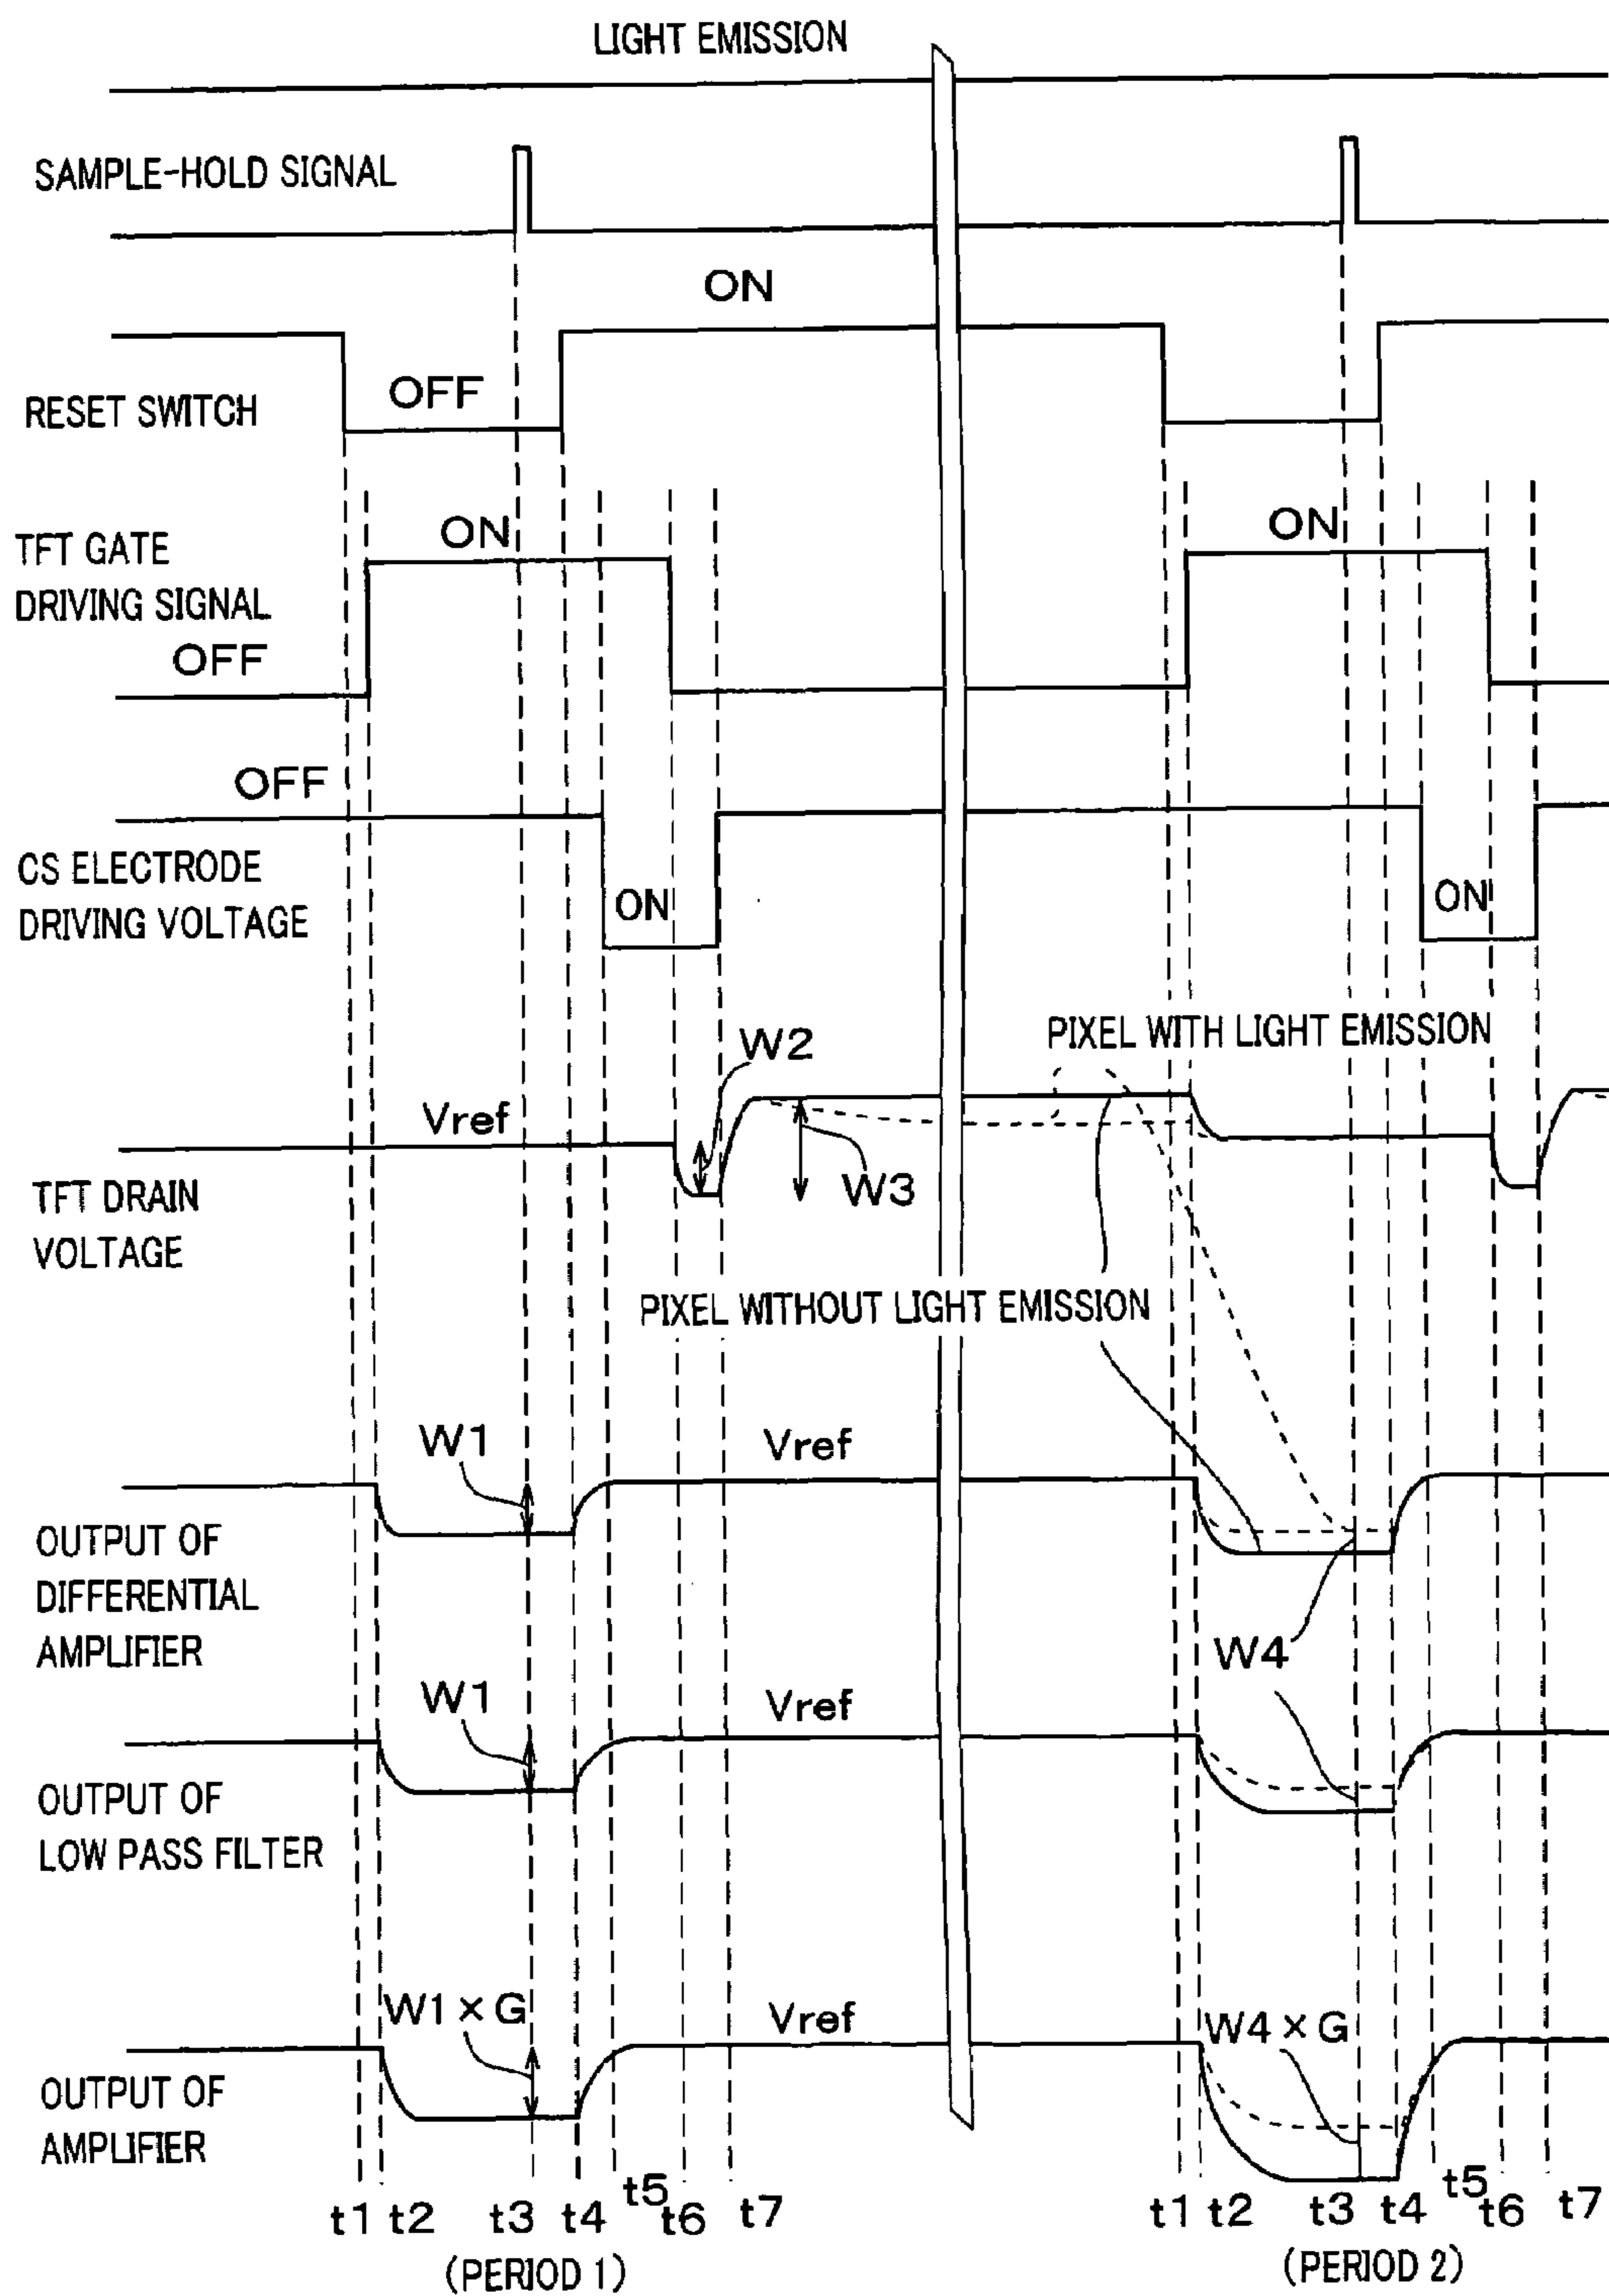 LIGHT EMISSION
SAMPLE-HOLD SIGNAL
ON
OFF
RESET SWITCH
ON
ON
TFT GATE
DRIVING SIGNAL
OFF
OFF
CS ELECTRODE
DRIVING VOLTAGE
ON
ON
W2
PIXEL WITH LIGHT EMISSION
Vref
W3
TFT DRAIN
VOLTAGE
PIXEL WITHOUT LIGHT EMISSION
W1
Vref
OUTPUT OF
DIFFERENTIAL
AMPLIFIER
W4
W1
Vref
OUTPUT OF
LOW PASS FILTER
W1×G
Vref
W4×G
OUTPUT OF
AMPLIFIER
t1 t2 t3 t4 t5 t6 t7
t1 t2 t3 t4 t5 t6 t7
(PERIOD 1)
(PERIOD 2)